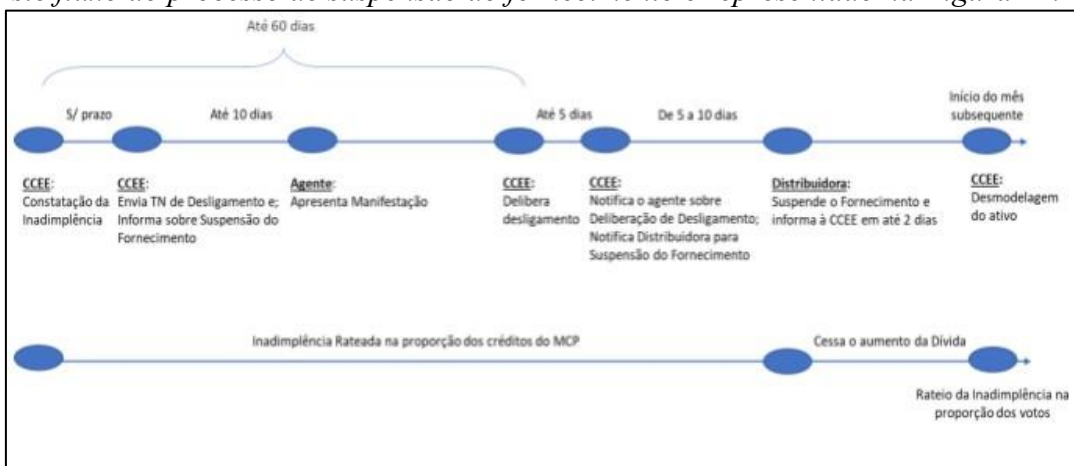 Até 60 dias
S/ prazo
Até 10 dias
Até 5 dias
De 5 a 10 dias
Início do mês
subsequente
CCEE:
Constatação da
Inadimplência
CCEE:
Envia TN de Desligamento e;
Informa sobre Suspensão do
Fornecimento
Agente:
Apresenta Manifestação
CCEE:
Delibera
desligamento
CCEE:
Notifica o agente sobre
Deliberação de Desligamento;
Notifica Distribuidora para
Suspensão do Fornecimento
Distribuidora:
Suspende o Fornecimento e
informa à CCEE em até 2 dias
CCEE:
Desmodelagem
do ativo
Inadimplência Rateada na proporção dos créditos do MCP
Cessa o aumento da Dívida
Rateio da Inadimplência na
proporção dos votos